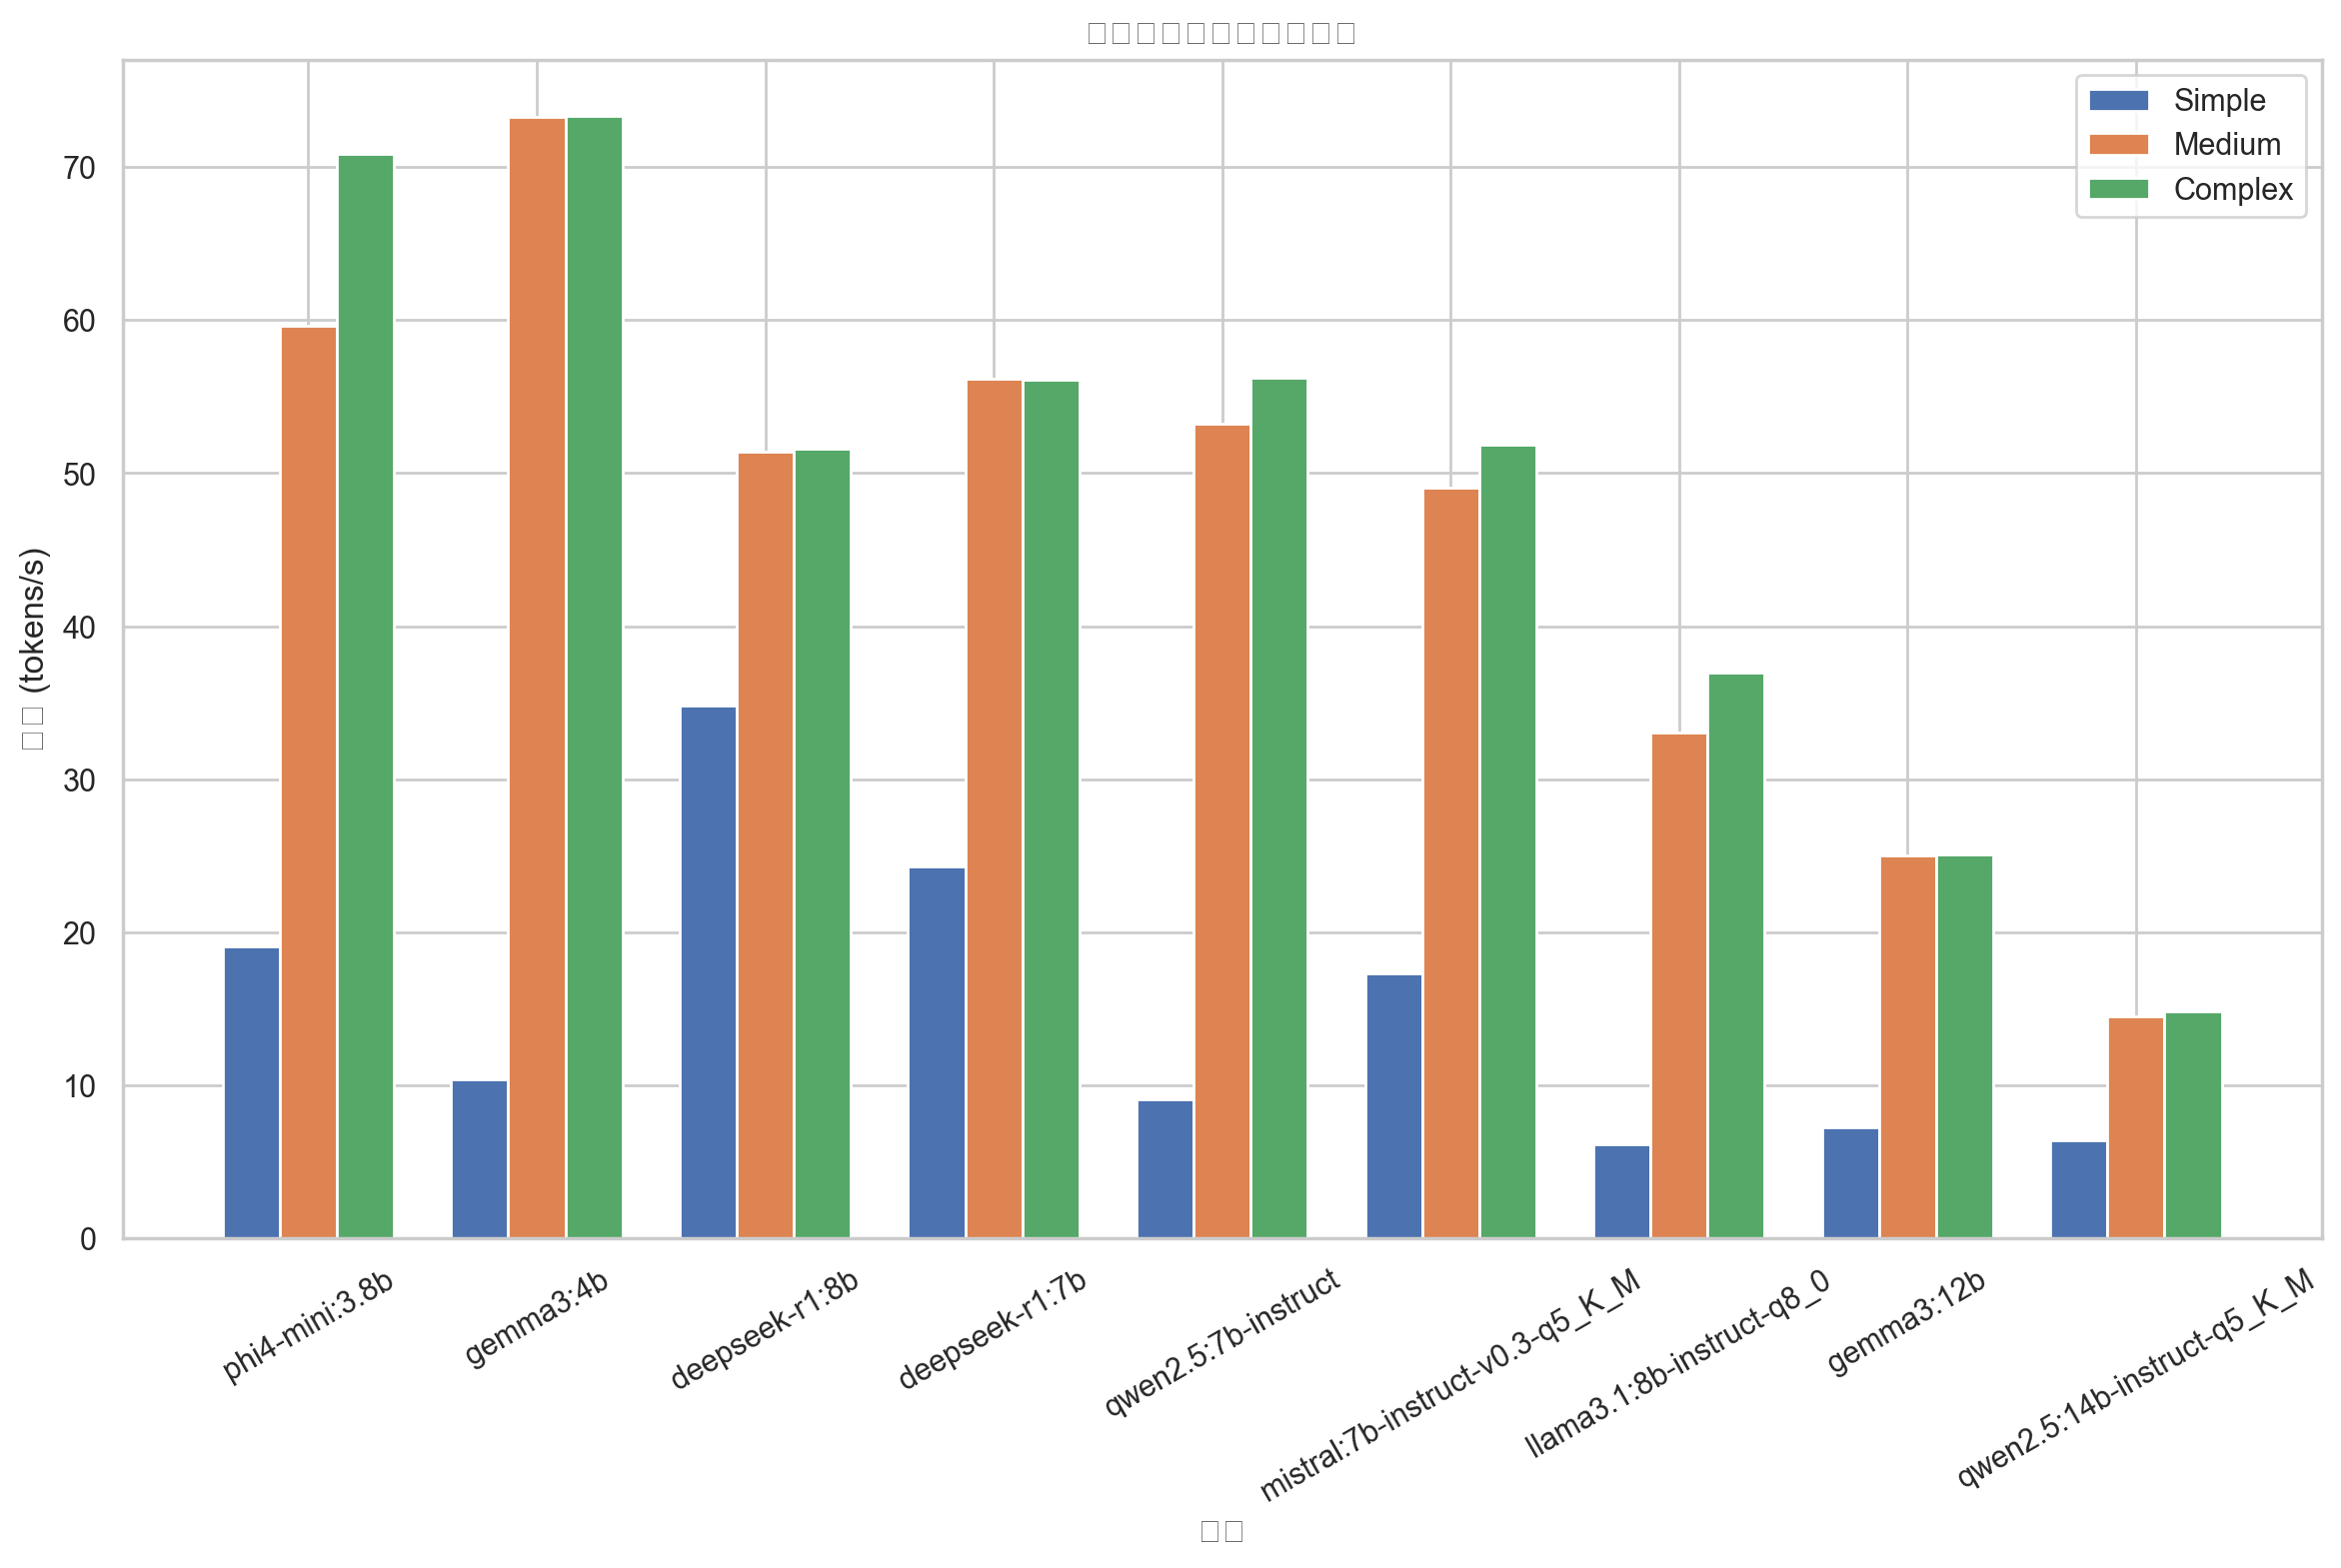 Simple
Medium
Complex
70
60
50
40
30
20
10
0
(tokens/s)
phi4-mini:3.8b
gemma3:4b
deepseek-r1:8b
deepseek-r1:7b
qwen2.5:7b-instruct
mistral:7b-instruct-v0.3-q5_K_M
llama3.1:8b-instruct-q8_0
gemma3:12b
qwen2.5:14b-instruct-q5_K_M